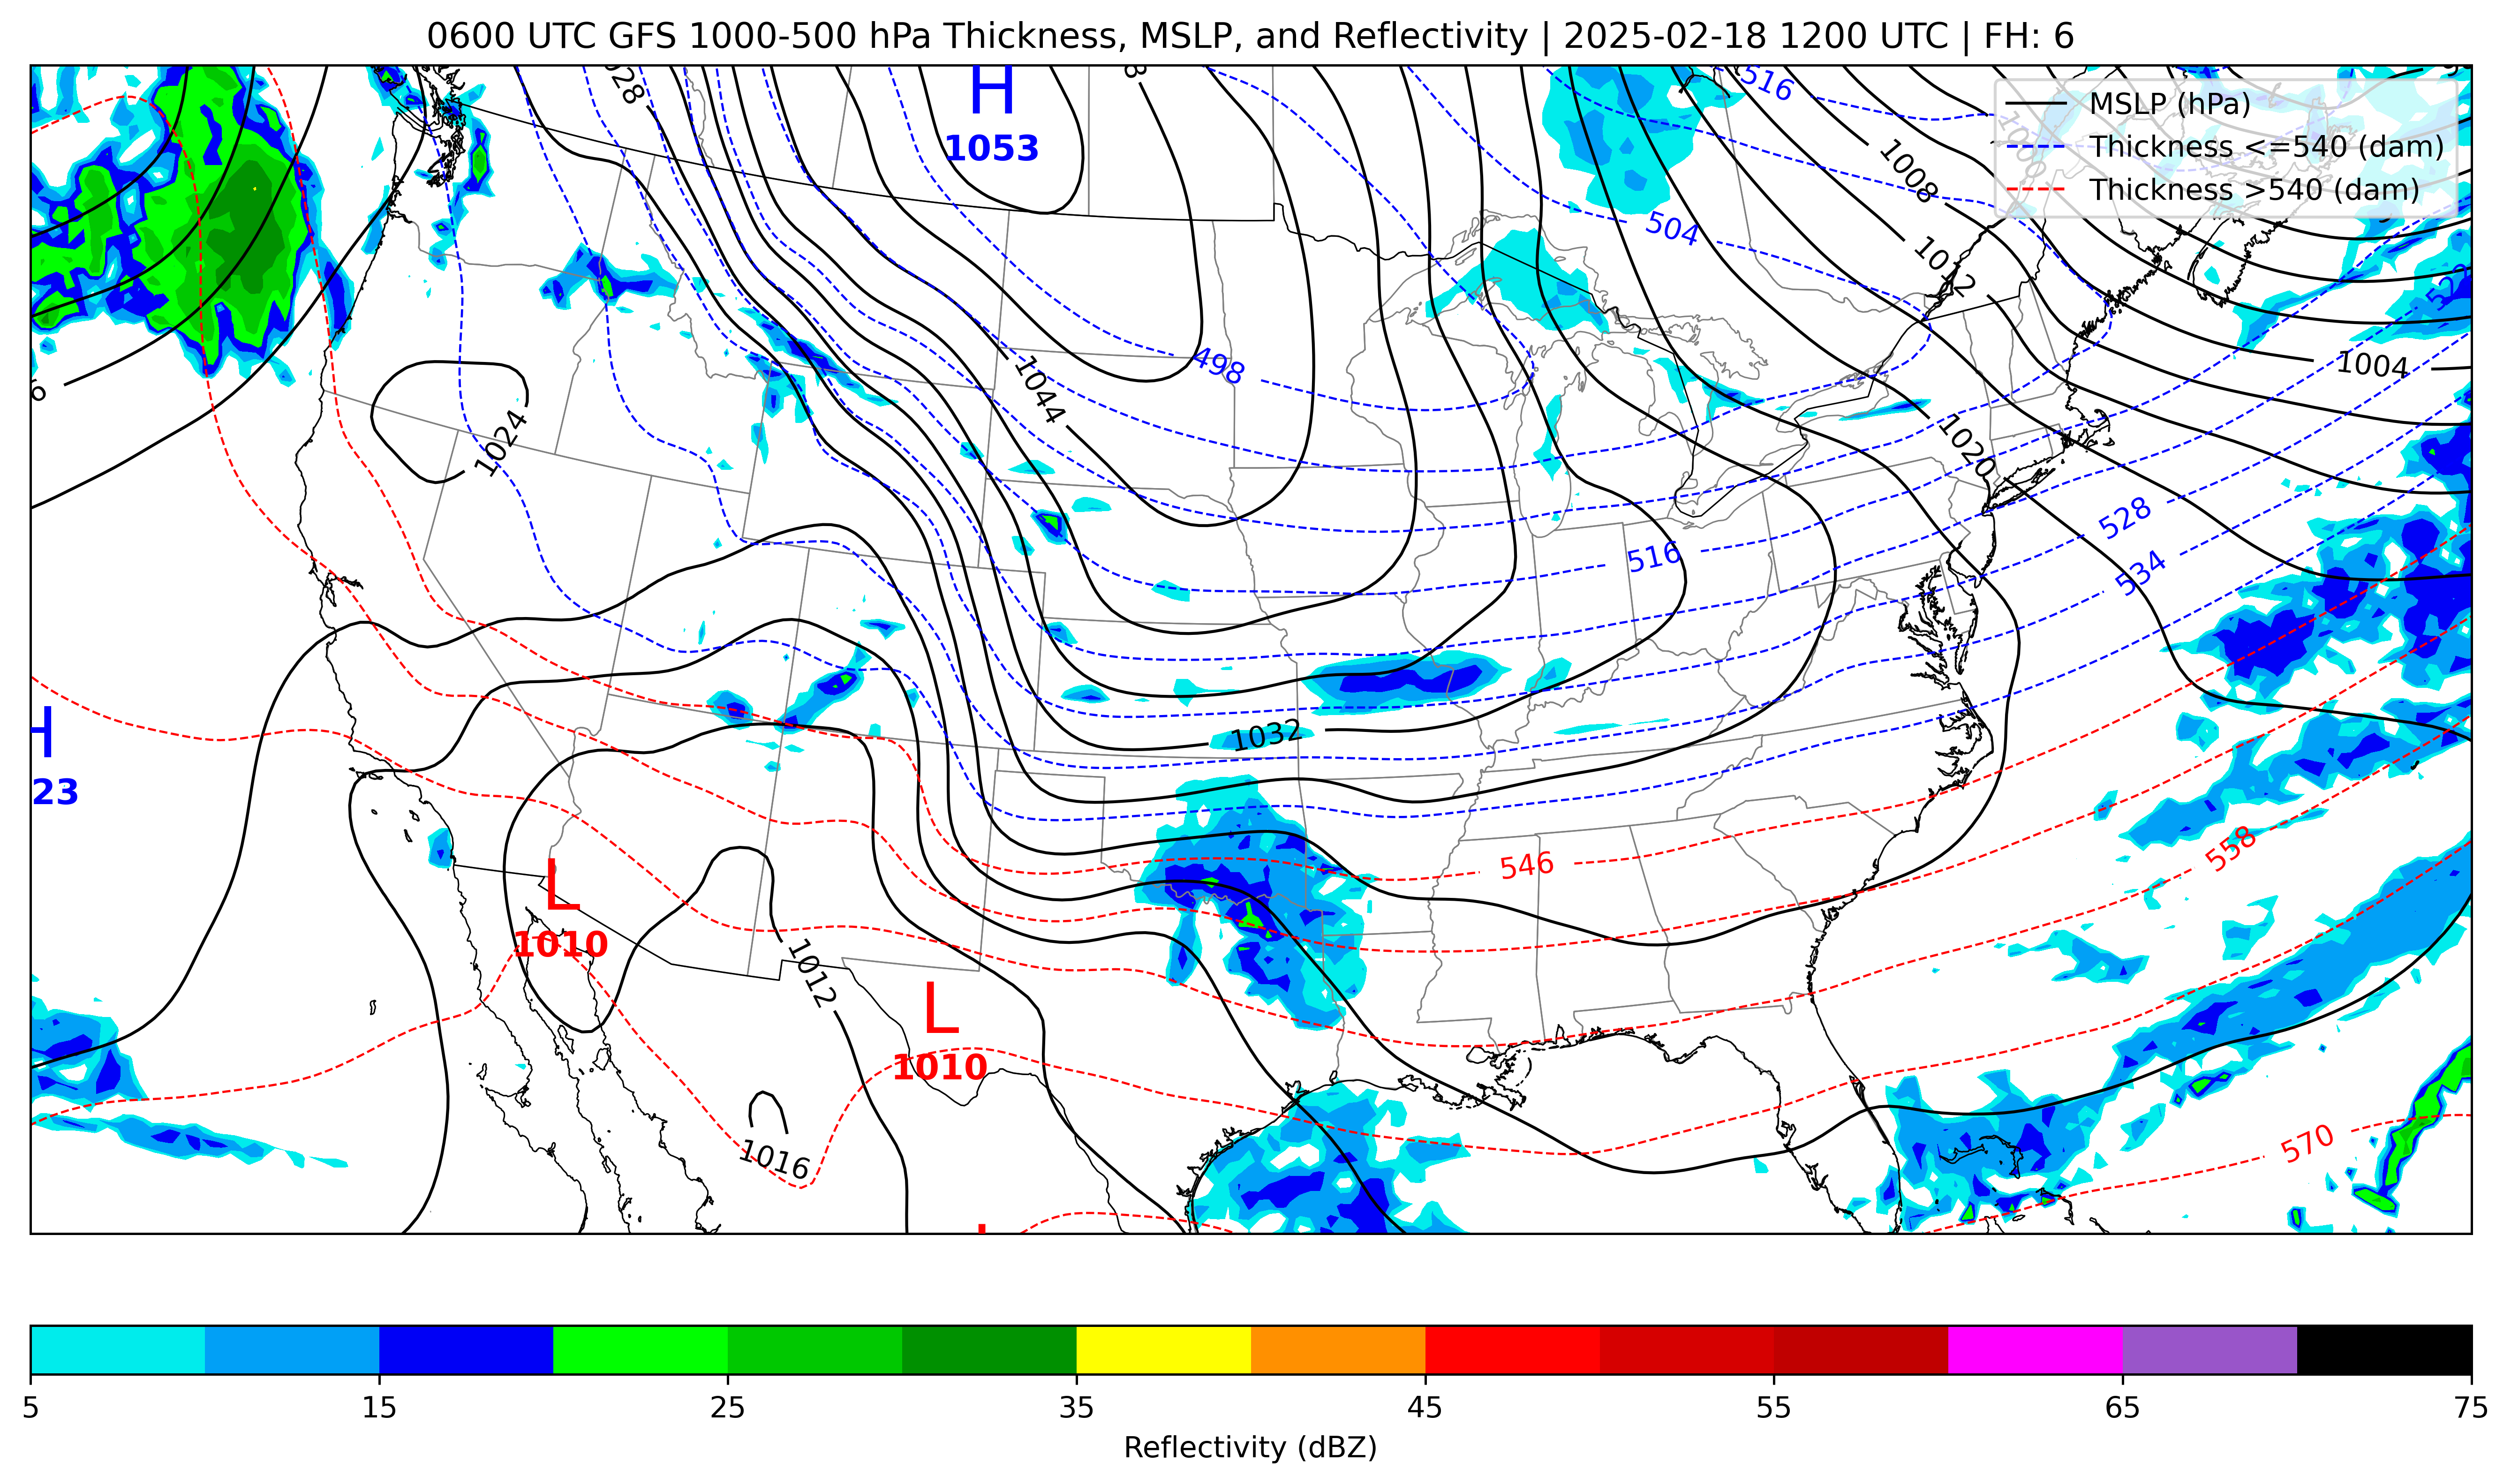 0600 UTC GFS 1000-500 hPa Thickness, MSLP, and Reflectivity | 2025-02-18 1200 UTC | FH: 6
MSLP (hPa)
Thickness <=540 (dam)
Thickness >540 (dam)
H
1053
516
1008
504
1012
1004
498
1044
1024
1020
528
516
534
H
23
1032
546
558
L
1010
1012
L
1010
1016
570
5 15 25 35 45 55 65 75
Reflectivity (dBZ)